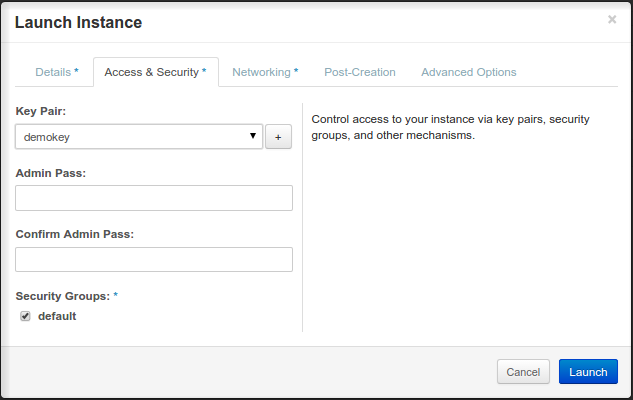 Launch Instance
×
Details *
Access & Security *
Networking *
Post-Creation
Advanced Options
Key Pair:
demokey
+
Admin Pass:
Confirm Admin Pass:
Security Groups: *
default
Control access to your instance via key pairs, security
groups, and other mechanisms.
Cancel
Launch